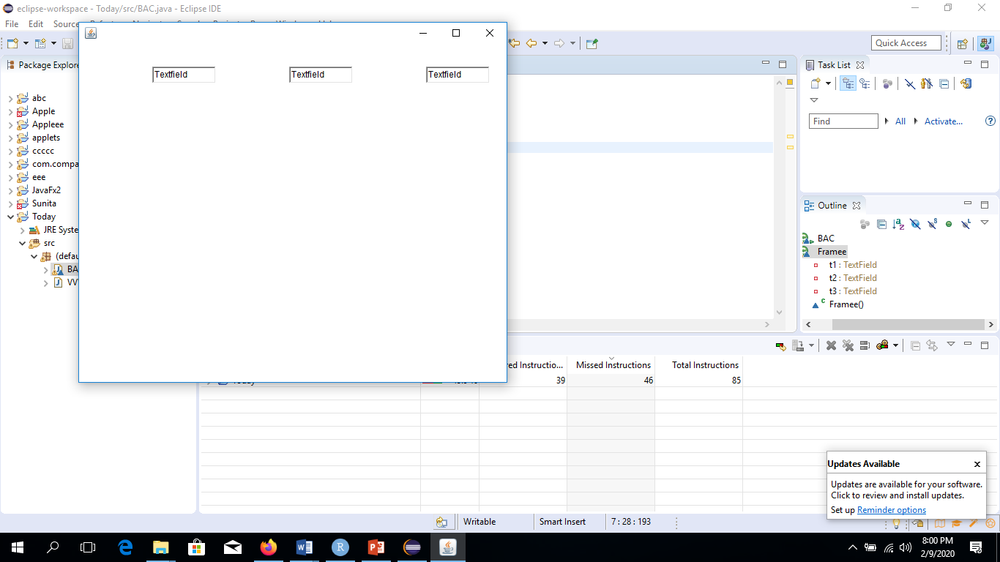 eclipse-workspace - Today/src/BAC.java - Eclipse IDE
File Edit Source
Quick Access
Package Explore
abc
Apple
Appleee
applets
ccccc
com.compa
eee
JavaFx2
Sunita
Today
JRE Syste
src
(defau
BA
VV
Textfield Textfield Textfield
Task List
Find All Activate...
Outline
BAC
Framee
t1 : TextField
t2 : TextField
t3 : TextField
Framee()
red Instructio... Missed Instructions Total Instructions
39 46 85
Updates Available
Updates are available for your software.
Click to review and install updates.
Set up Reminder options
Writable Smart Insert 7 : 28 : 193
8:00 PM
2/9/2020